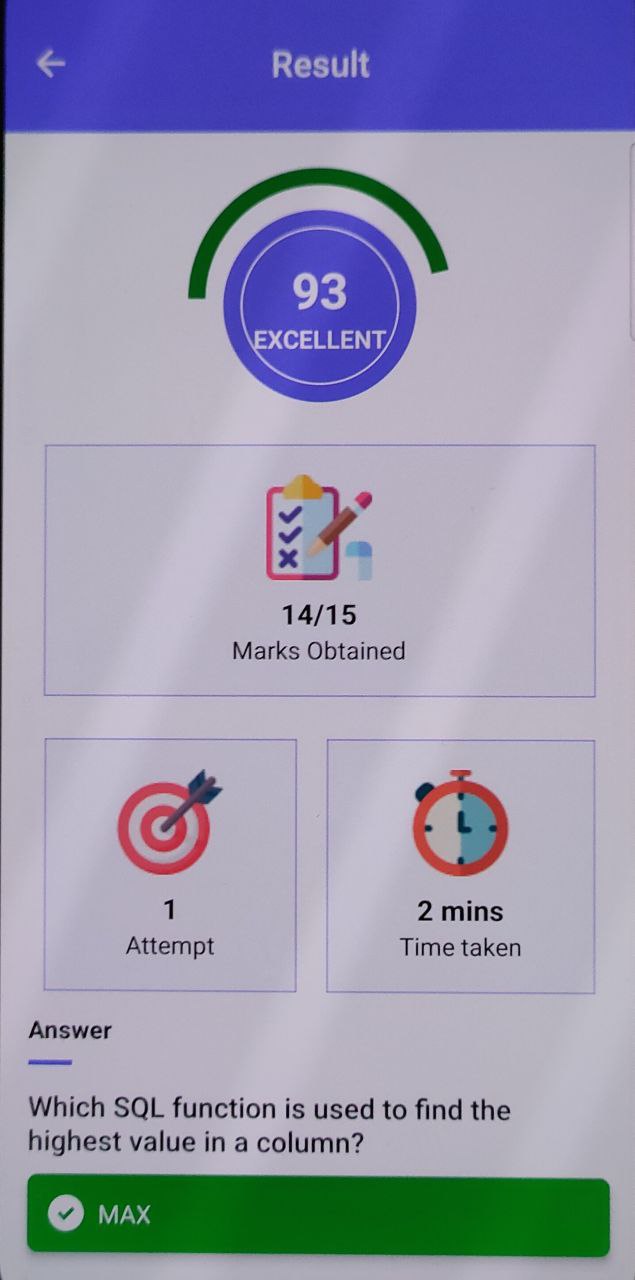 Result
93
EXCELLENT
14/15
Marks Obtained
1
Attempt
2 mins
Time taken
Answer
Which SQL function is used to find the
highest value in a column?
MAX